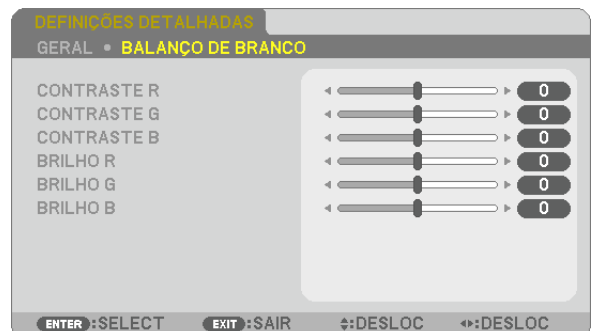 DEFINIÇÕES DETALHADAS
GERAL • BALANÇO DE BRANCO
CONTRASTE R 0
CONTRASTE G 0
CONTRASTE B 0
BRILHO R 0
BRILHO G 0
BRILHO B 0
ENTER :SELECT EXIT :SAIR :DESLOC :DESLOC